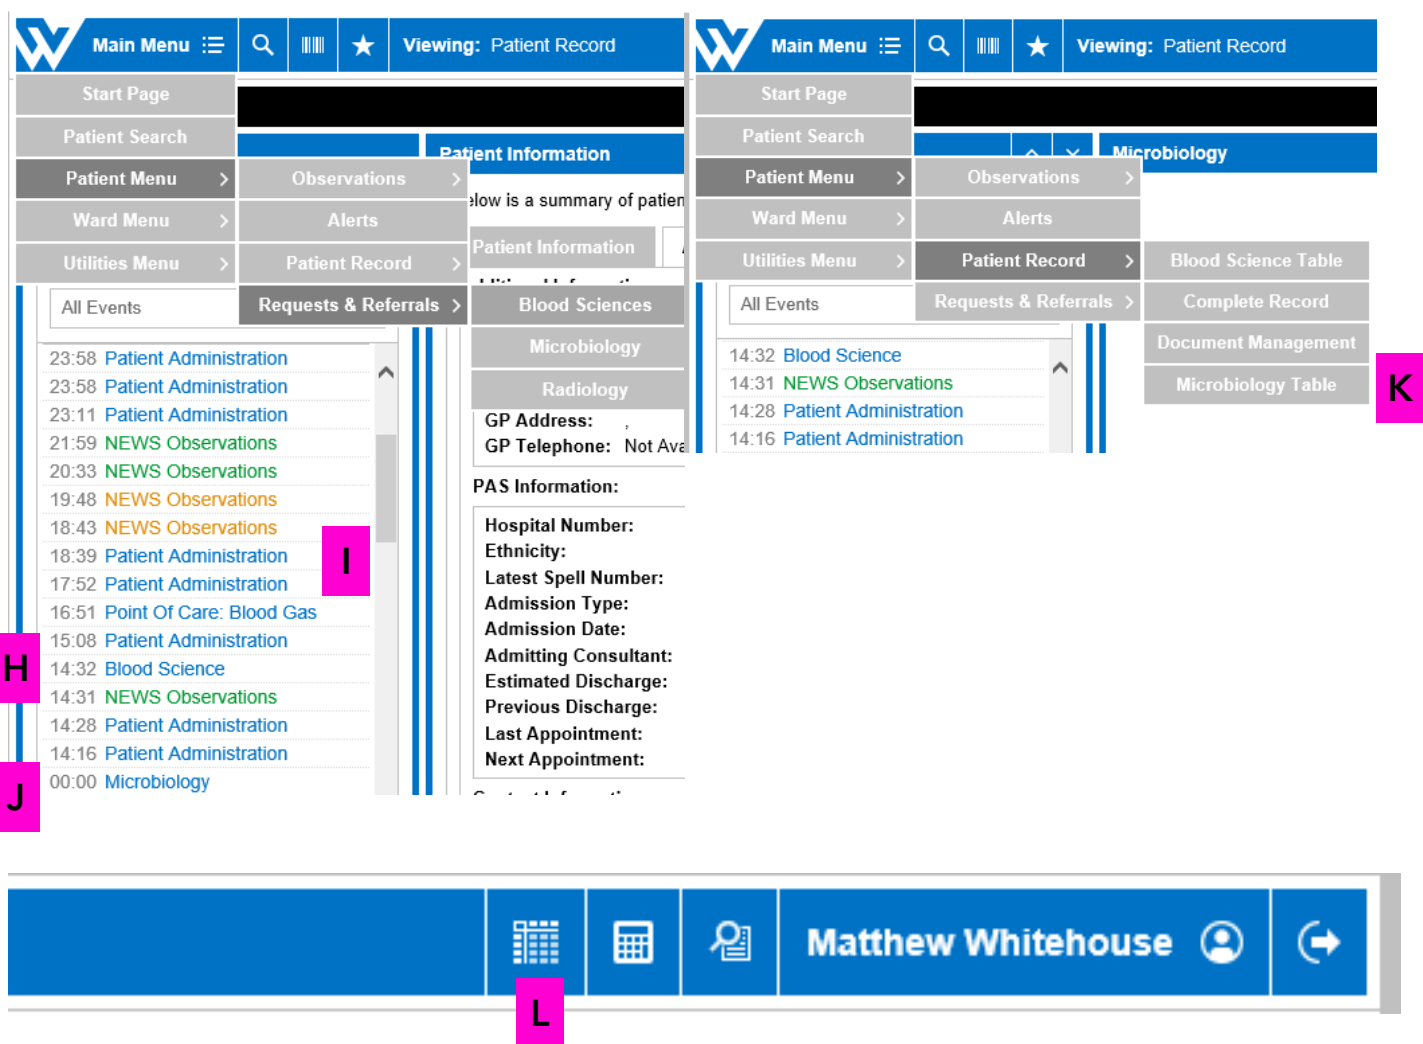 Main Menu
Viewing: Patient Record
Start Page
Patient Search
Patient Menu
Ward Menu
Utilities Menu
Observations
Alerts
Patient Record
Requests & Referrals
Blood Sciences
Microbiology
Radiology
Patient Information
elow is a summary of patien
Patient Information
All Events
23:58 Patient Administration
23:58 Patient Administration
23:11 Patient Administration
21:59 NEWS Observations
20:33 NEWS Observations
19:48 NEWS Observations
18:43 NEWS Observations
18:39 Patient Administration
17:52 Patient Administration
16:51 Point Of Care: Blood Gas
15:08 Patient Administration
14:32 Blood Science
14:31 NEWS Observations
14:28 Patient Administration
14:16 Patient Administration
00:00 Microbiology
I
H
J
GP Address: ,
GP Telephone: Not Ava
PAS Information:
Hospital Number:
Ethnicity:
Latest Spell Number:
Admission Type:
Admission Date:
Admitting Consultant:
Estimated Discharge:
Previous Discharge:
Last Appointment:
Next Appointment:
Main Menu
Viewing: Patient Record
Start Page
Patient Search
Patient Menu
Ward Menu
Utilities Menu
Observations
Alerts
Patient Record
Requests & Referrals
Blood Science Table
Complete Record
Document Management
Microbiology Table
Microbiology
All Events
14:32 Blood Science
14:31 NEWS Observations
14:28 Patient Administration
14:16 Patient Administration
K
Matthew Whitehouse
L